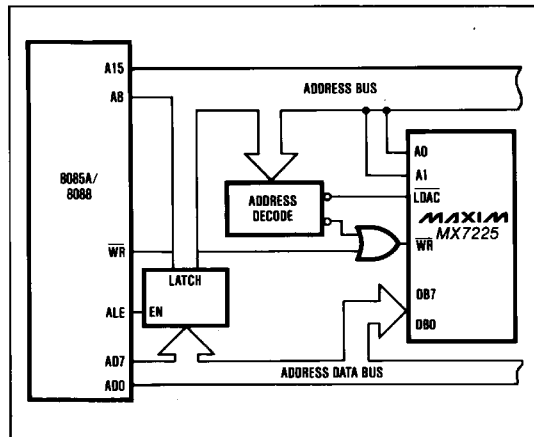 A15
A8
ADDRESS BUS
8085A/
8088
A0
A1
LDAC
ADDRESS
DECODE
MAXIM
MX7225
WR
WR
LATCH
ALE
EN
DB7
DB0
AD7
AD0
ADDRESS DATA BUS